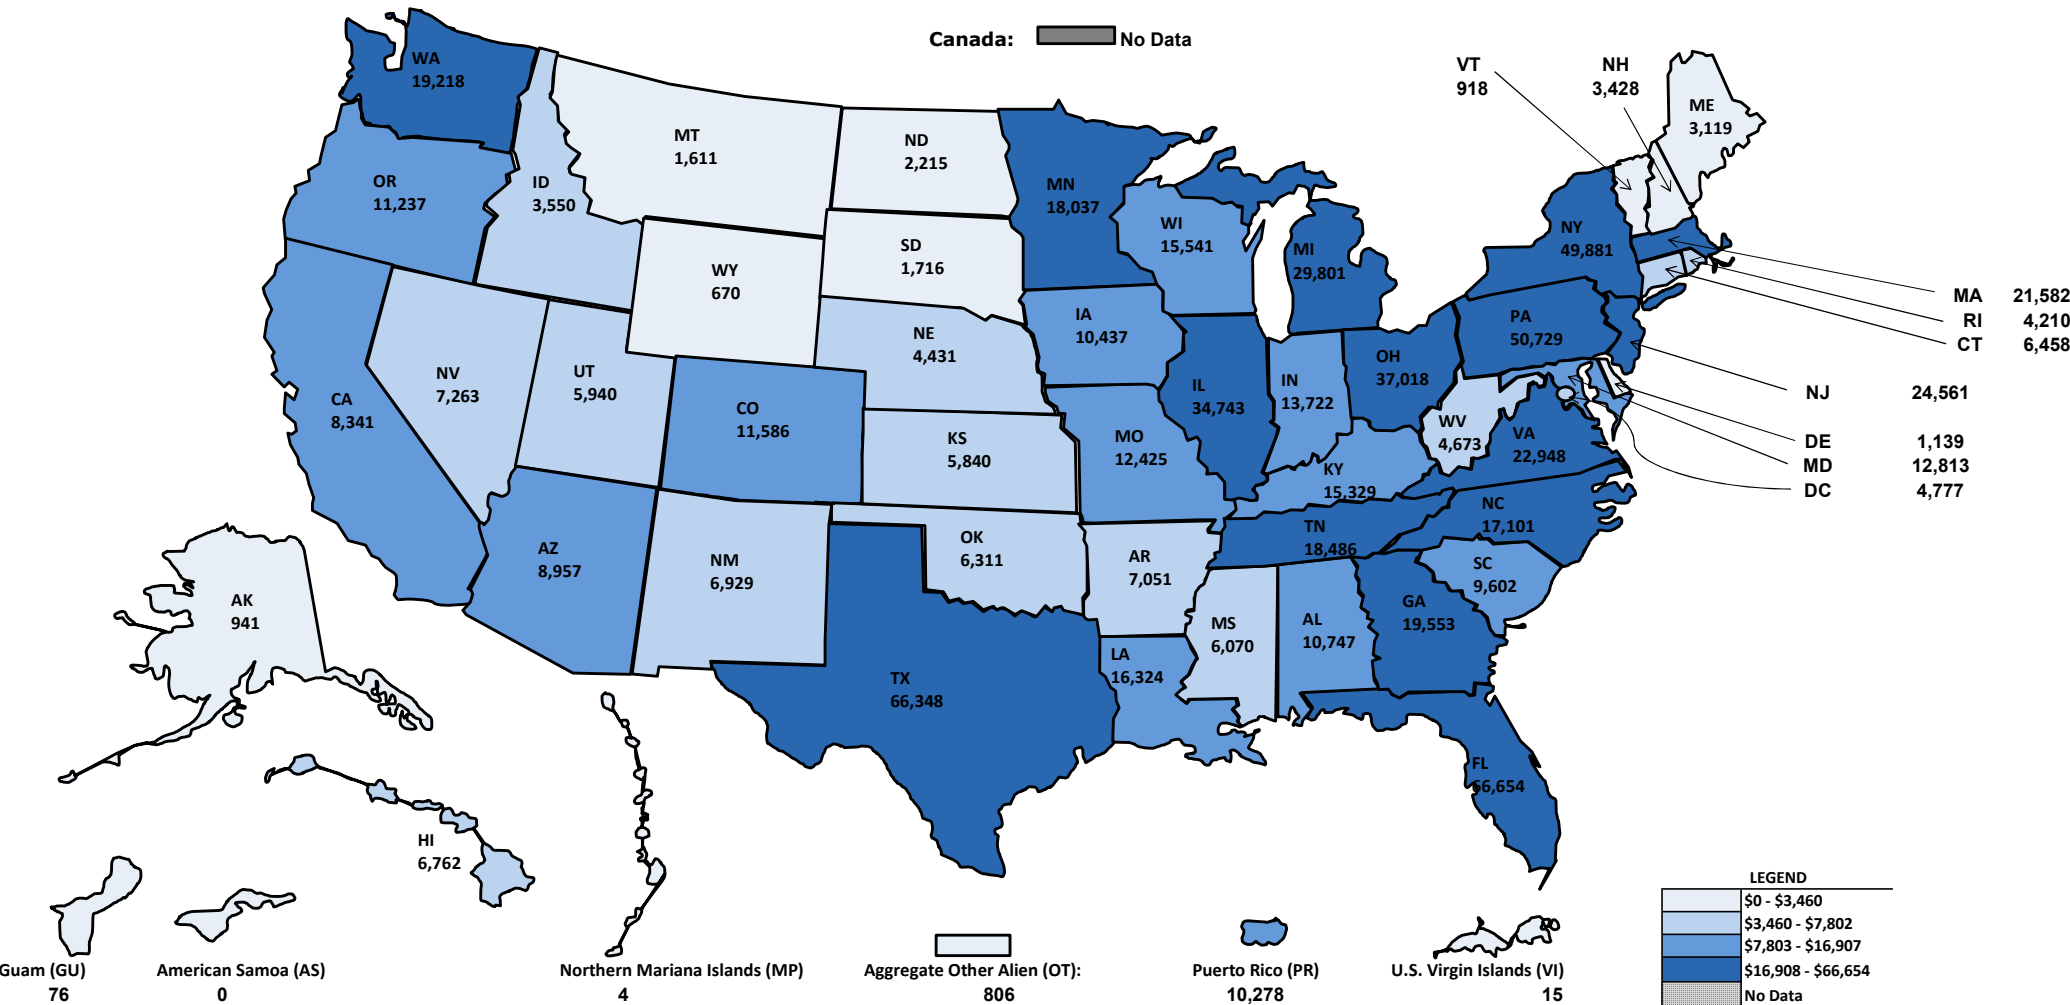 Canada: No Data
WA
19,218
OR
11,237
CA
8,341
ID
3,550
NV
7,263
MT
1,611
WY
670
UT
5,940
AZ
8,957
CO
11,586
NM
6,929
ND
2,215
SD
1,716
NE
4,431
KS
5,840
OK
6,311
TX
66,348
MN
18,037
IA
10,437
MO
12,425
AR
7,051
LA
16,324
WI
15,541
IL
34,743
MI
29,801
IN
13,722
OH
37,018
KY
15,329
TN
18,486
MS
6,070
AL
10,747
GA
19,553
FL
66,654
SC
9,602
NC
17,101
VA
22,948
WV
4,673
PA
50,729
NY
49,881
VT
918
NH
3,428
ME
3,119
MA 21,582
RI 4,210
CT 6,458
NJ 24,561
DE 1,139
MD 12,813
DC 4,777
AK
941
HI
6,762
Guam (GU)
76
American Samoa (AS)
0
Northern Mariana Islands (MP)
4
Aggregate Other Alien (OT):
806
Puerto Rico (PR)
10,278
U.S. Virgin Islands (VI)
15
LEGEND
$0 - $3,460
$3,460 - $7,802
$7,803 - $16,907
$16,908 - $66,654
No Data